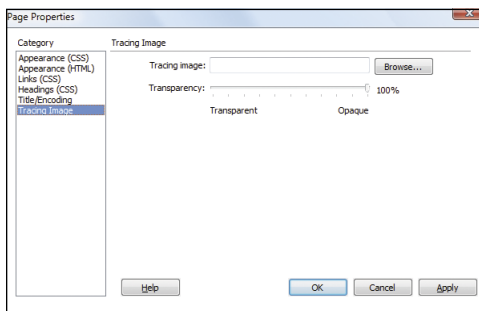 Page Properties
Category
Appearance (CSS)
Appearance (HTML)
Links (CSS)
Headings (CSS)
Title/Encoding
Tracing Image
Tracing Image
Tracing image:
Browse...
Transparency:
100%
Transparent
Opaque
Help
OK
Cancel
Apply